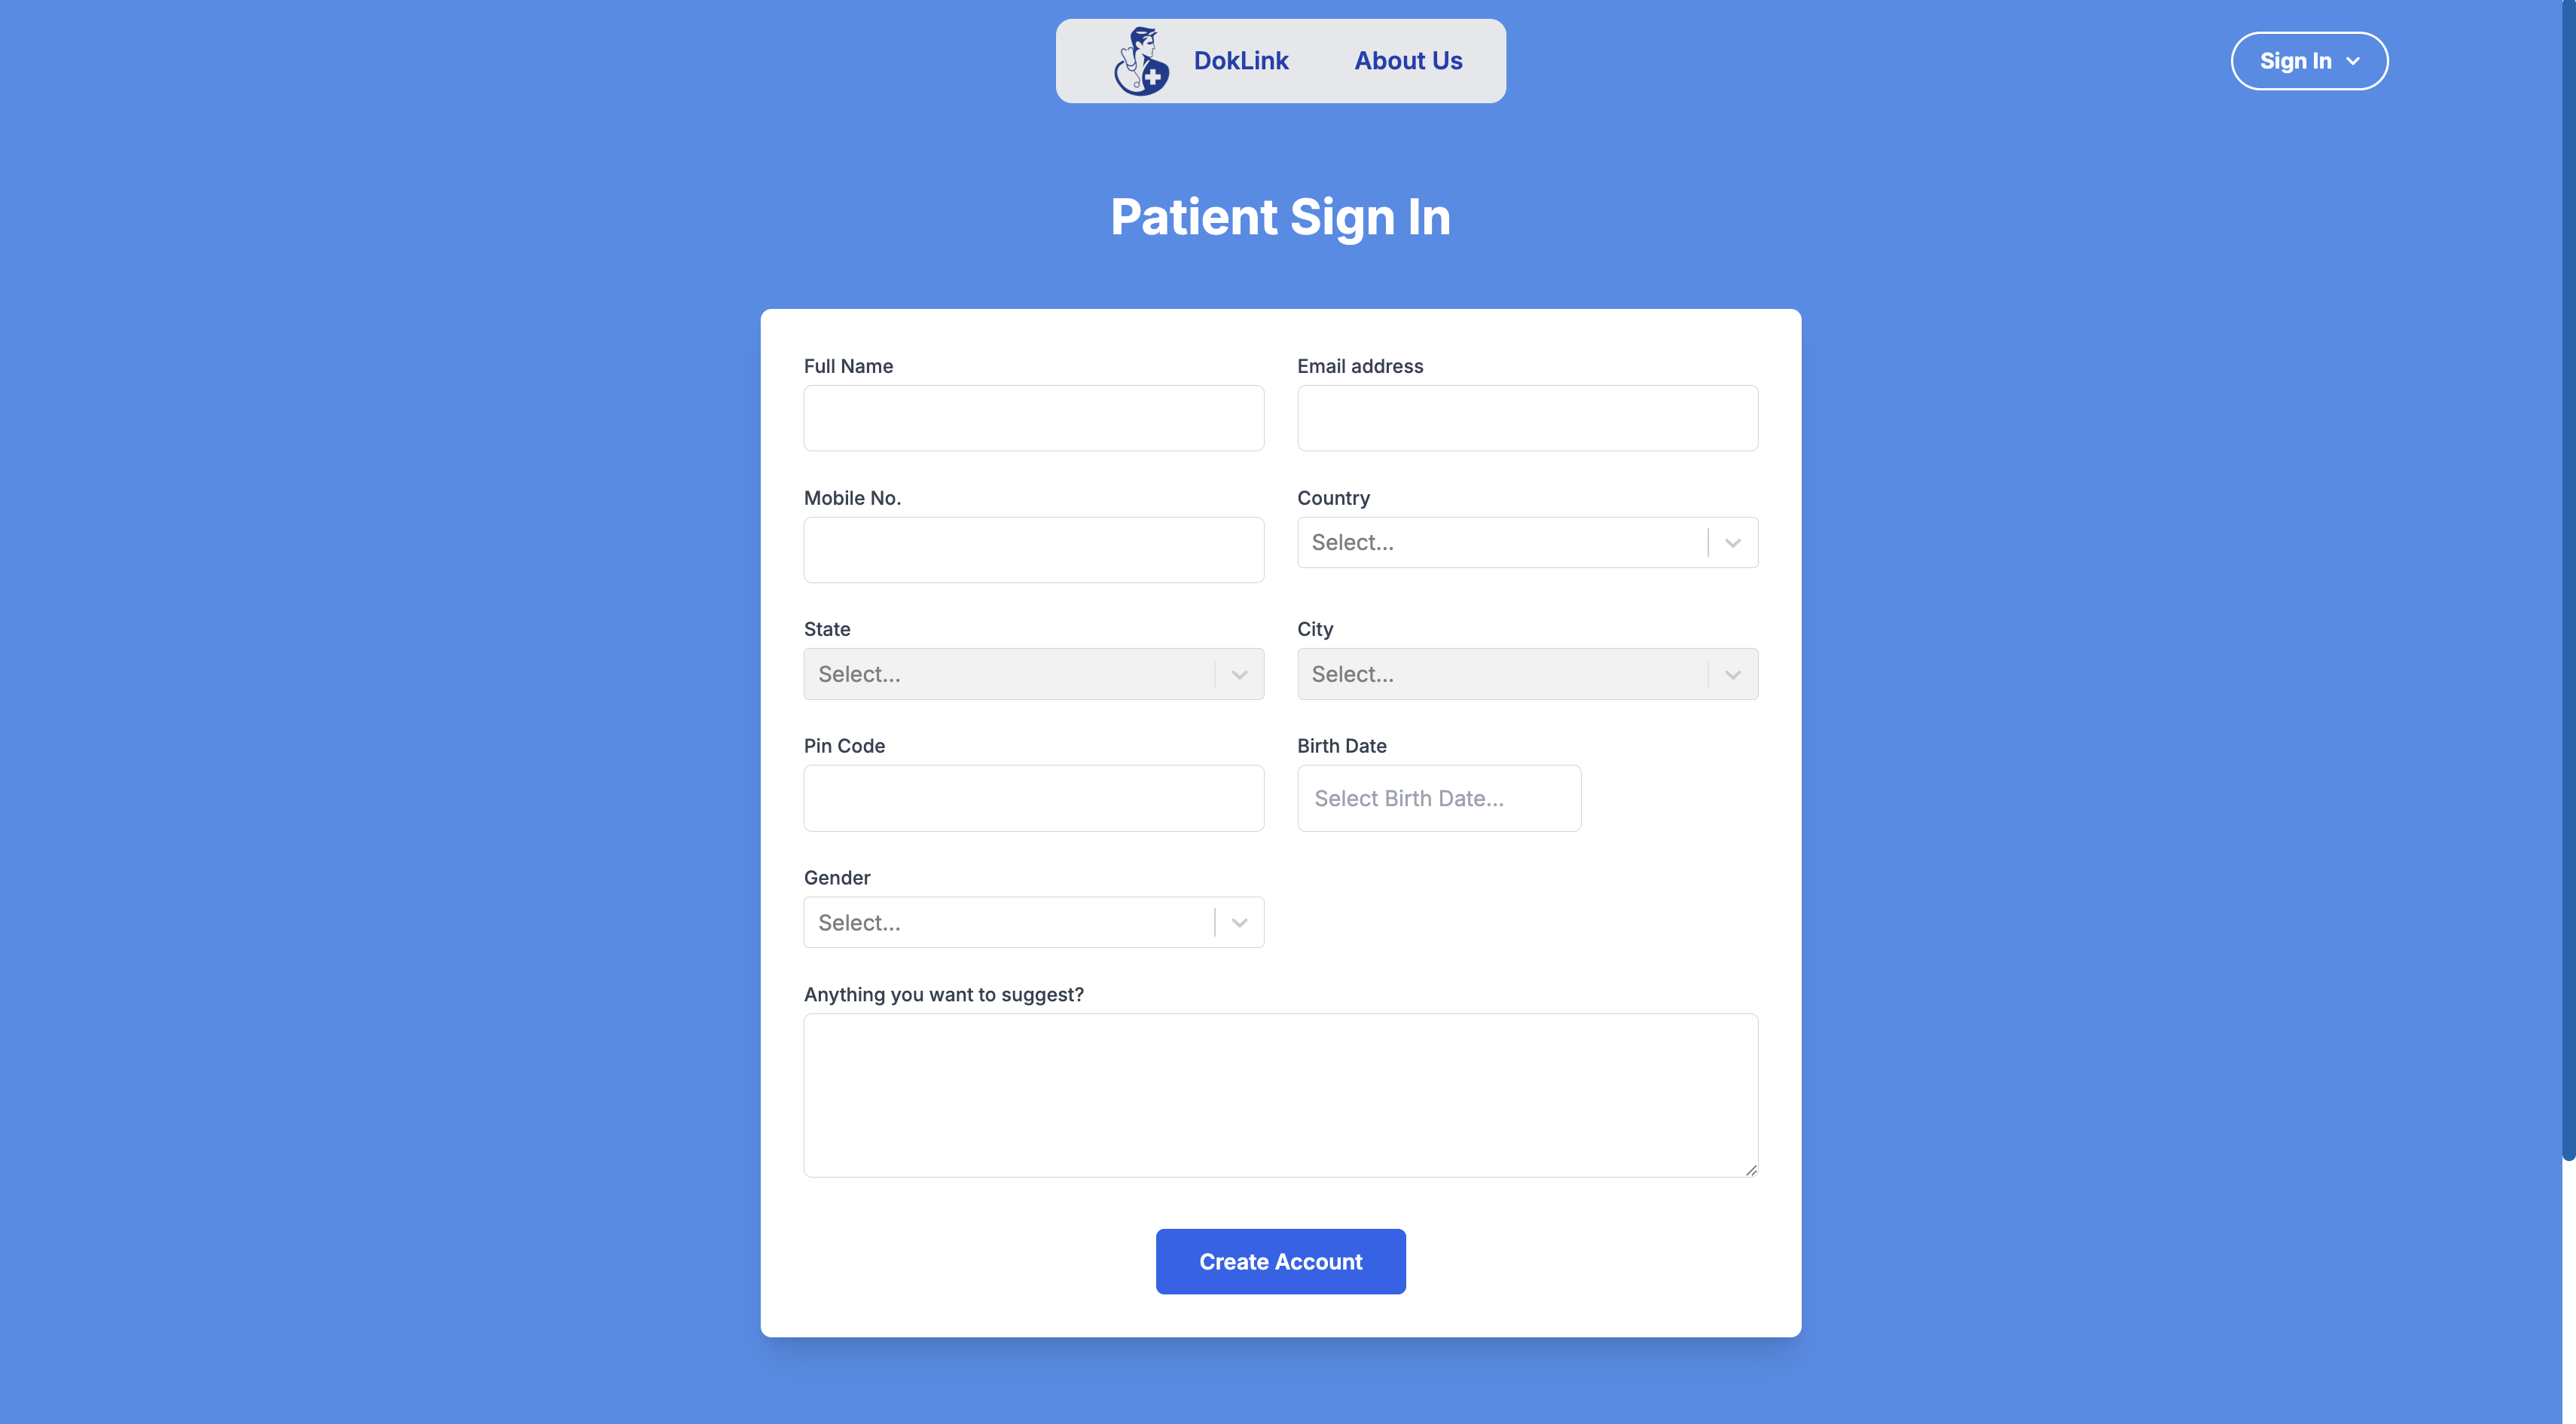 DokLink About Us
Sign In
Patient Sign In
Full Name Email address
Mobile No. Country
Select...
State City
Select... Select...
Pin Code Birth Date
Select Birth Date...
Gender
Select...
Anything you want to suggest?
Create Account